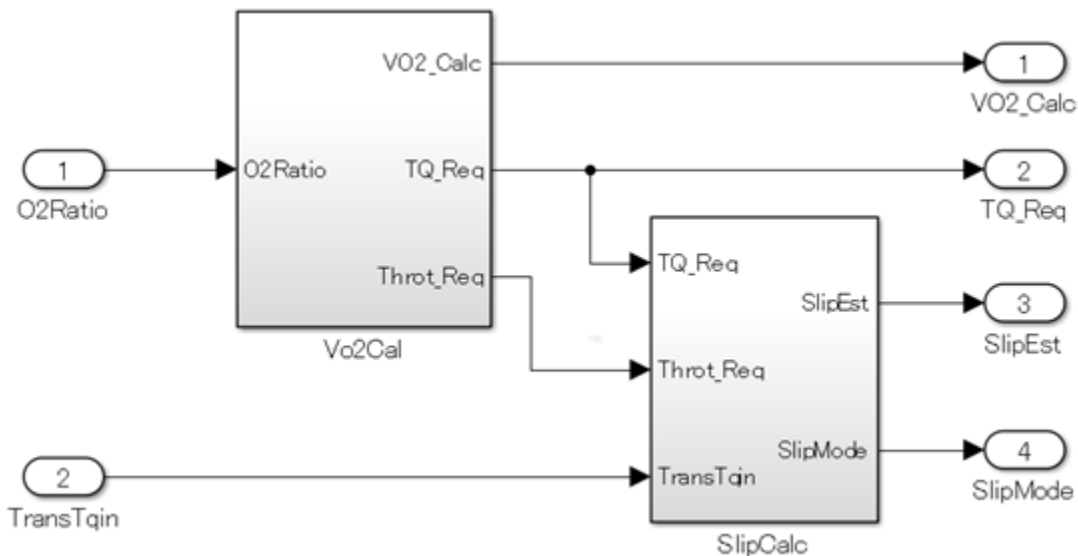 VO2_Calc
1
VO2_Calc
1
O2Ratio
O2Ratio
TQ_Req
2
TQ_Req
Throt_Req
TQ_Req
SlipEst
3
SlipEst
Vo2Cal
Throt_Req
SlipMode
4
SlipMode
2
TransTqin
TransTqin
SlipCalc